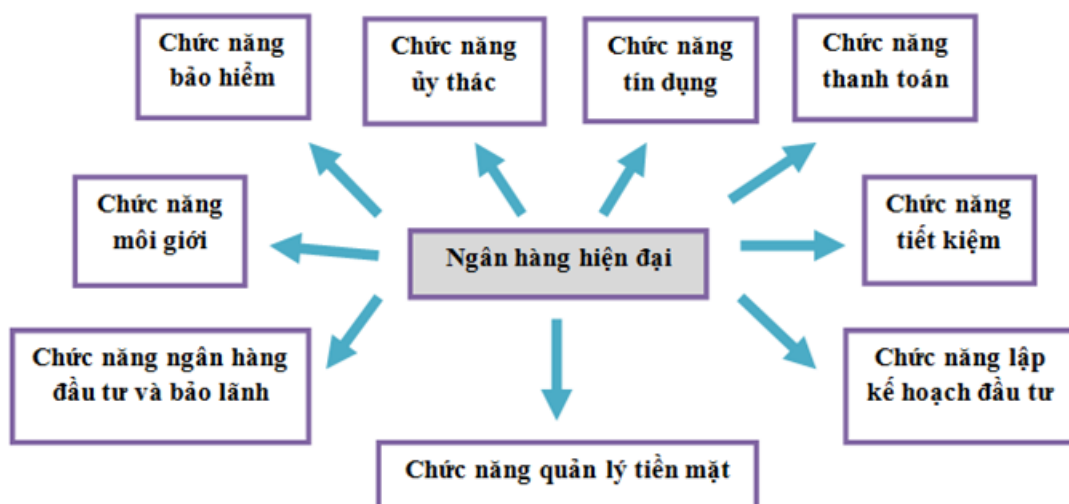 Chức năng
bảo hiểm
Chức năng
ủy thác
Chức năng
tín dụng
Chức năng
thanh toán
Chức năng
môi giới
Ngân hàng hiện đại
Chức năng
tiết kiệm
Chức năng ngân hàng
đầu tư và bảo lãnh
Chức năng lập
kế hoạch đầu tư
Chức năng quản lý tiền mặt